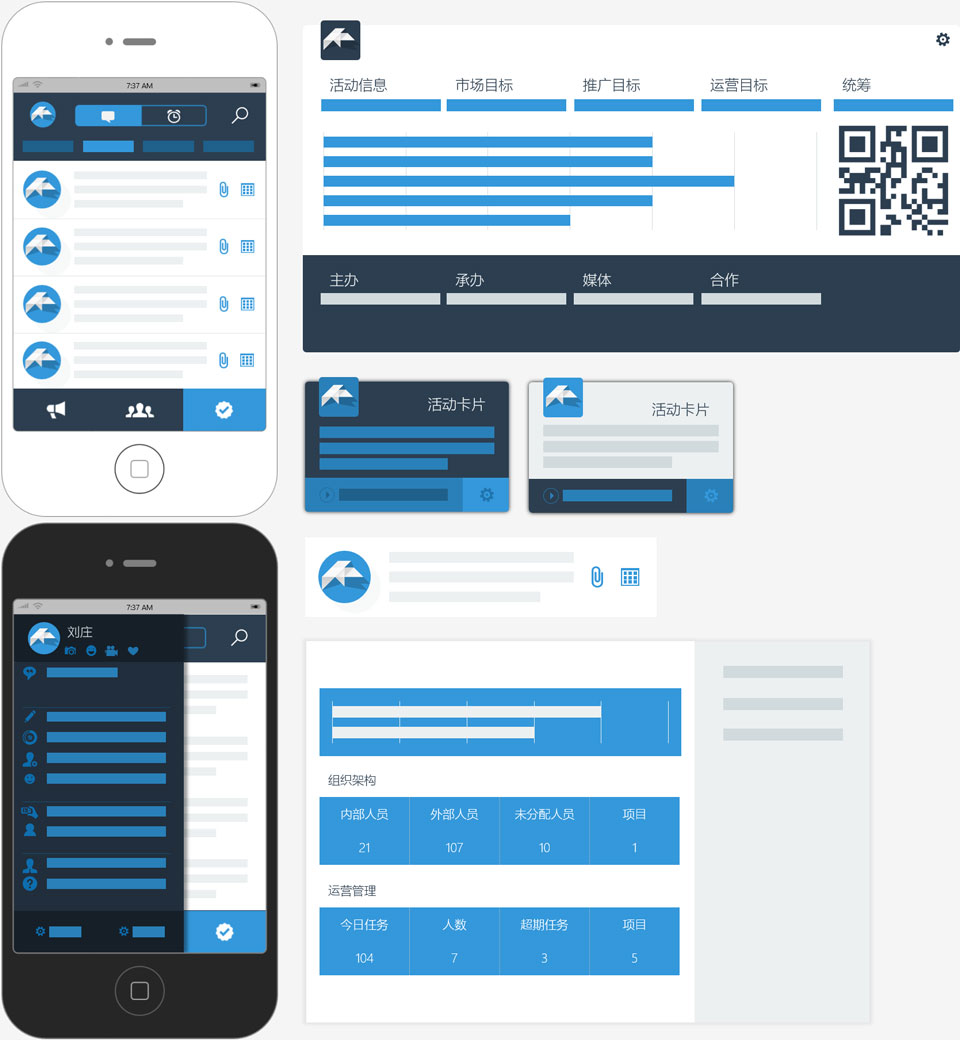 7:37 AM
活动信息 市场目标 推广目标 运营目标 统筹
主办 承办 媒体 合作
活动卡片 活动卡片
7:37 AM
刘庄
组织架构
内部人员 外部人员 未分配人员 项目
21 107 10 1
运营管理
今日任务 人数 超期任务 项目
104 7 3 5